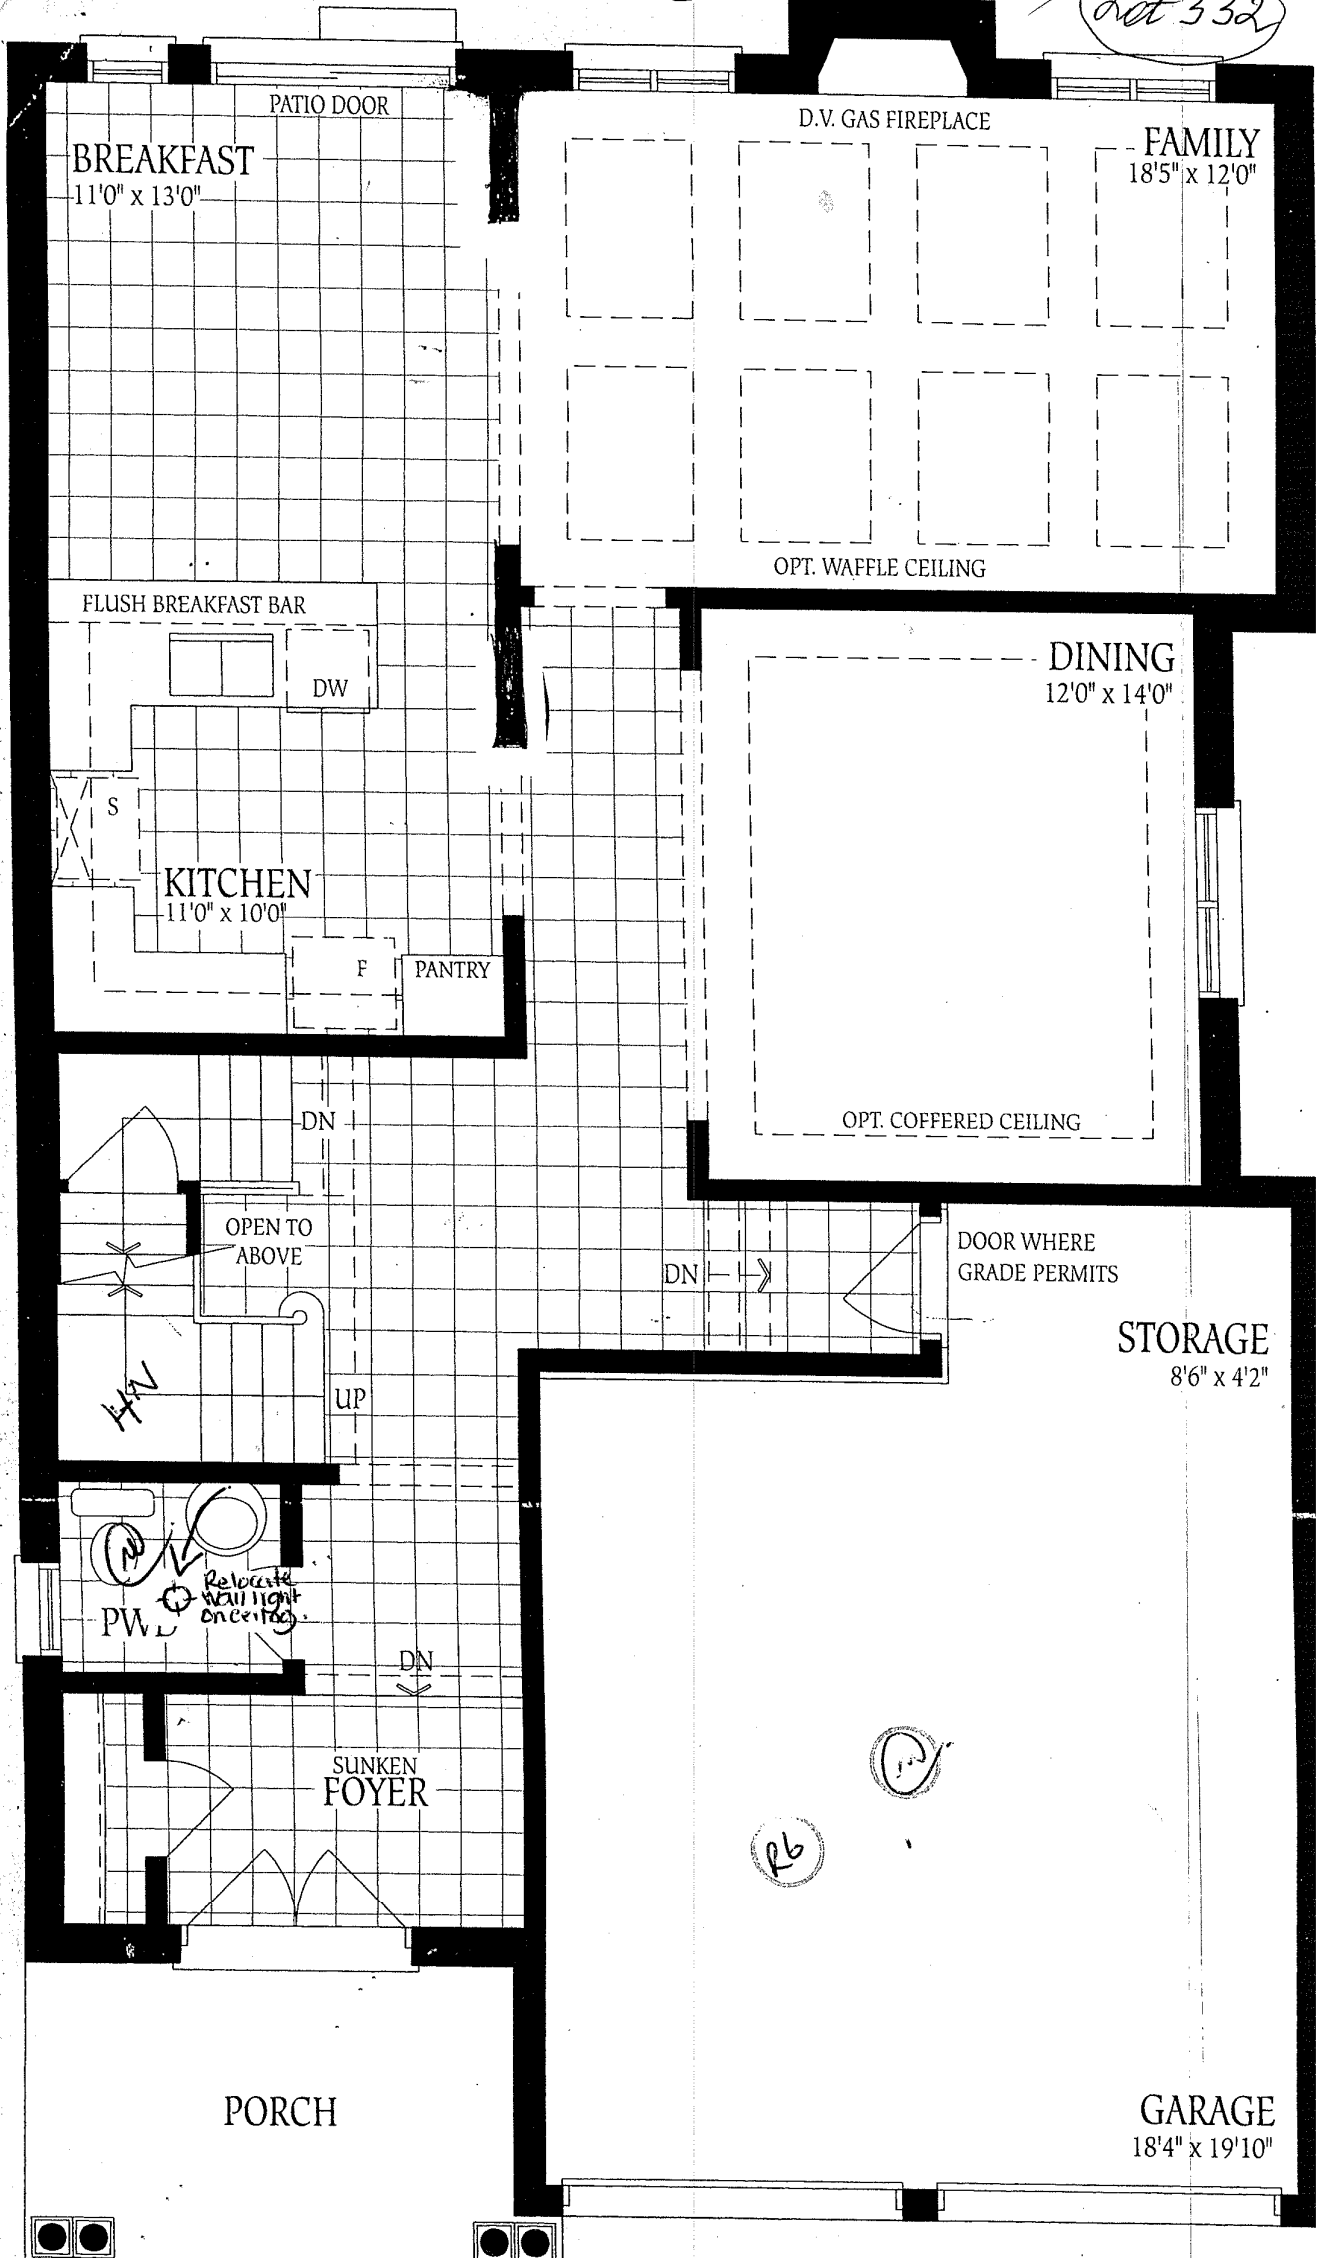 Lot 332
PATIO DOOR
BREAKFAST
11'0" x 13'0"
D.V. GAS FIREPLACE
FAMILY
18'5" x 12'0"
OPT. WAFFLE CEILING
FLUSH BREAKFAST BAR
DW
DINING
12'0" x 14'0"
S
KITCHEN
11'0" x 10'0"
F
PANTRY
DN
OPT. COFFERED CEILING
OPEN TO
ABOVE
DN
DOOR WHERE
GRADE PERMITS
STORAGE
8'6" x 4'2"
UP
Relocate
wall light
on ceiling.
DN
SUNKEN
FOYER
R6
PORCH
GARAGE
18'4" x 19'10"